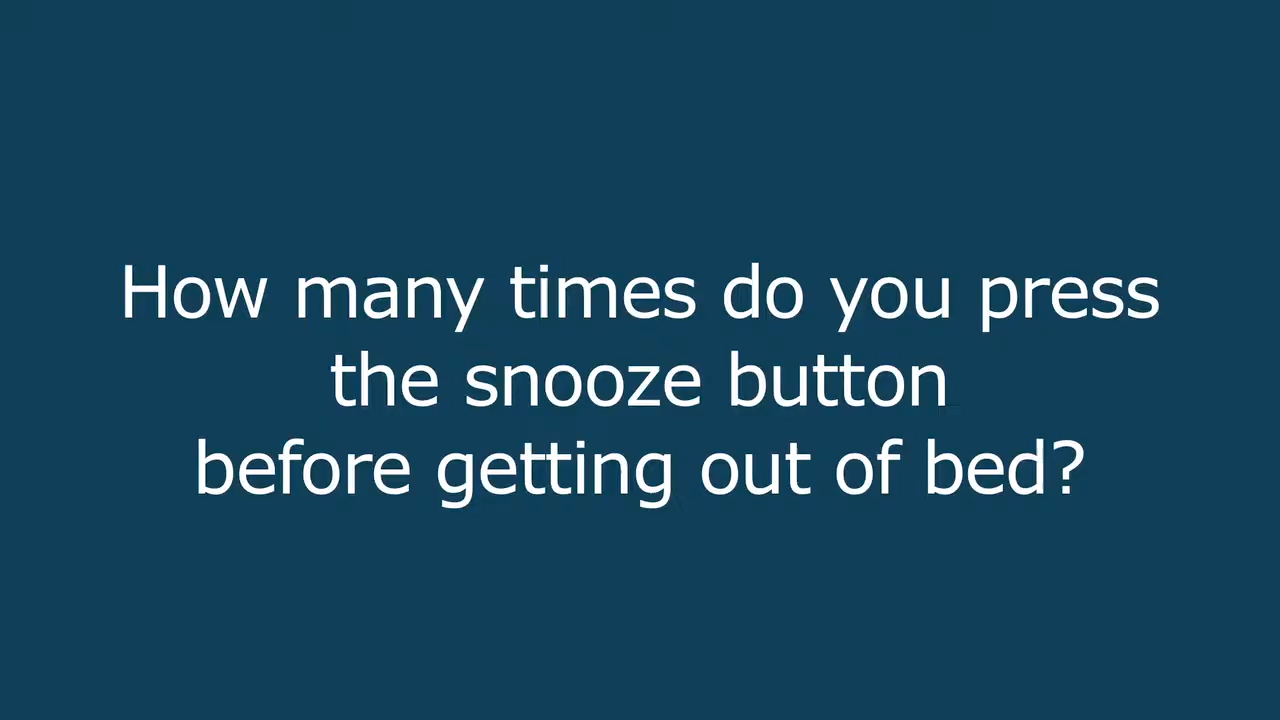 How many times do you press
the snooze button
before getting out of bed?